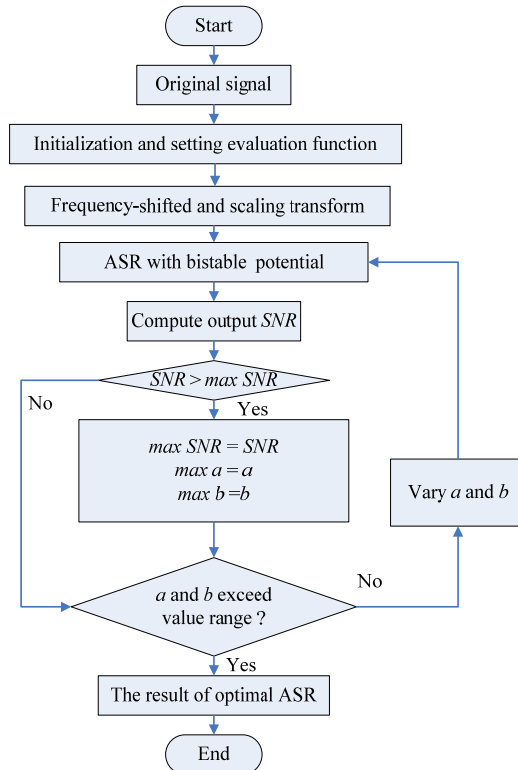 Start
Original signal
Initialization and setting evaluation function
Frequency-shifted and scaling transform
ASR with bistable potential
Compute output SNR
SNR > max SNR
No
Yes
max SNR = SNR
max a = a
max b =b
Vary a and b
a and b exceed
value range ?
No
Yes
The result of optimal ASR
End